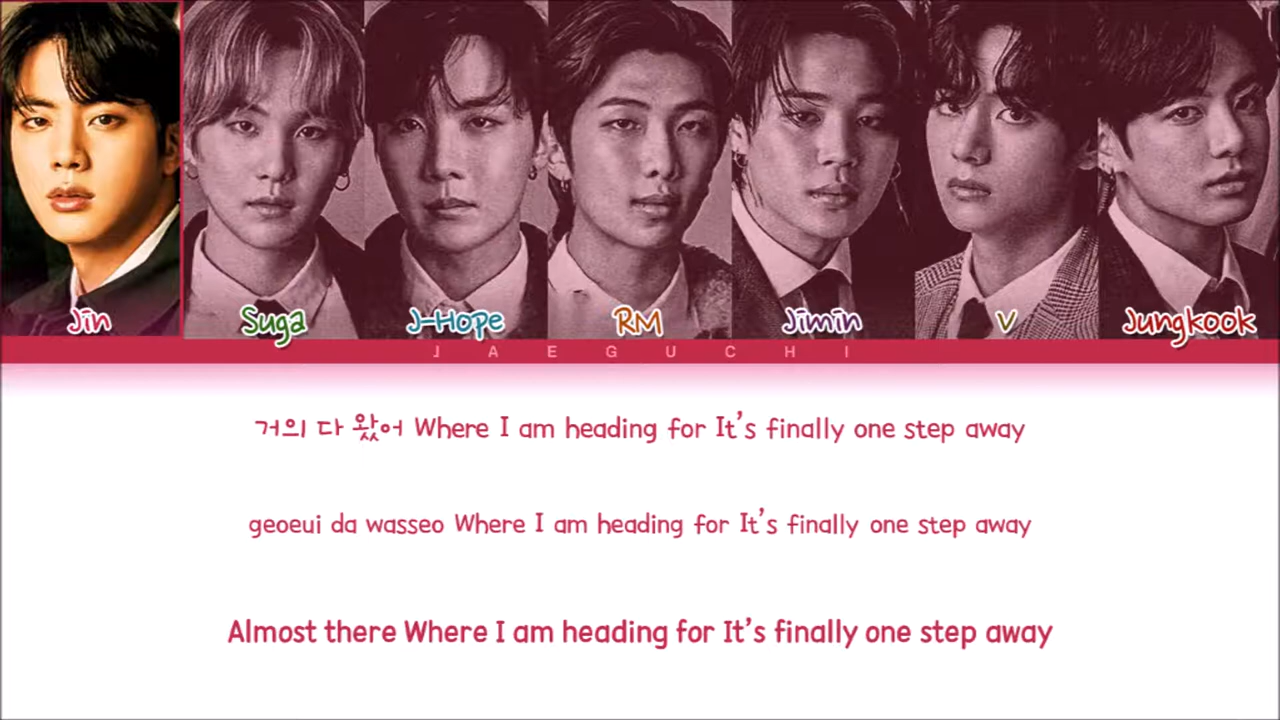 Jin Suga J-Hope RM Jimin V Jungkook
JAEGUCHI
거의 다 왔어 Where I am heading for It's finally one step away
geoeui da wasseo Where I am heading for It's finally one step away
Almost there Where I am heading for It's finally one step away